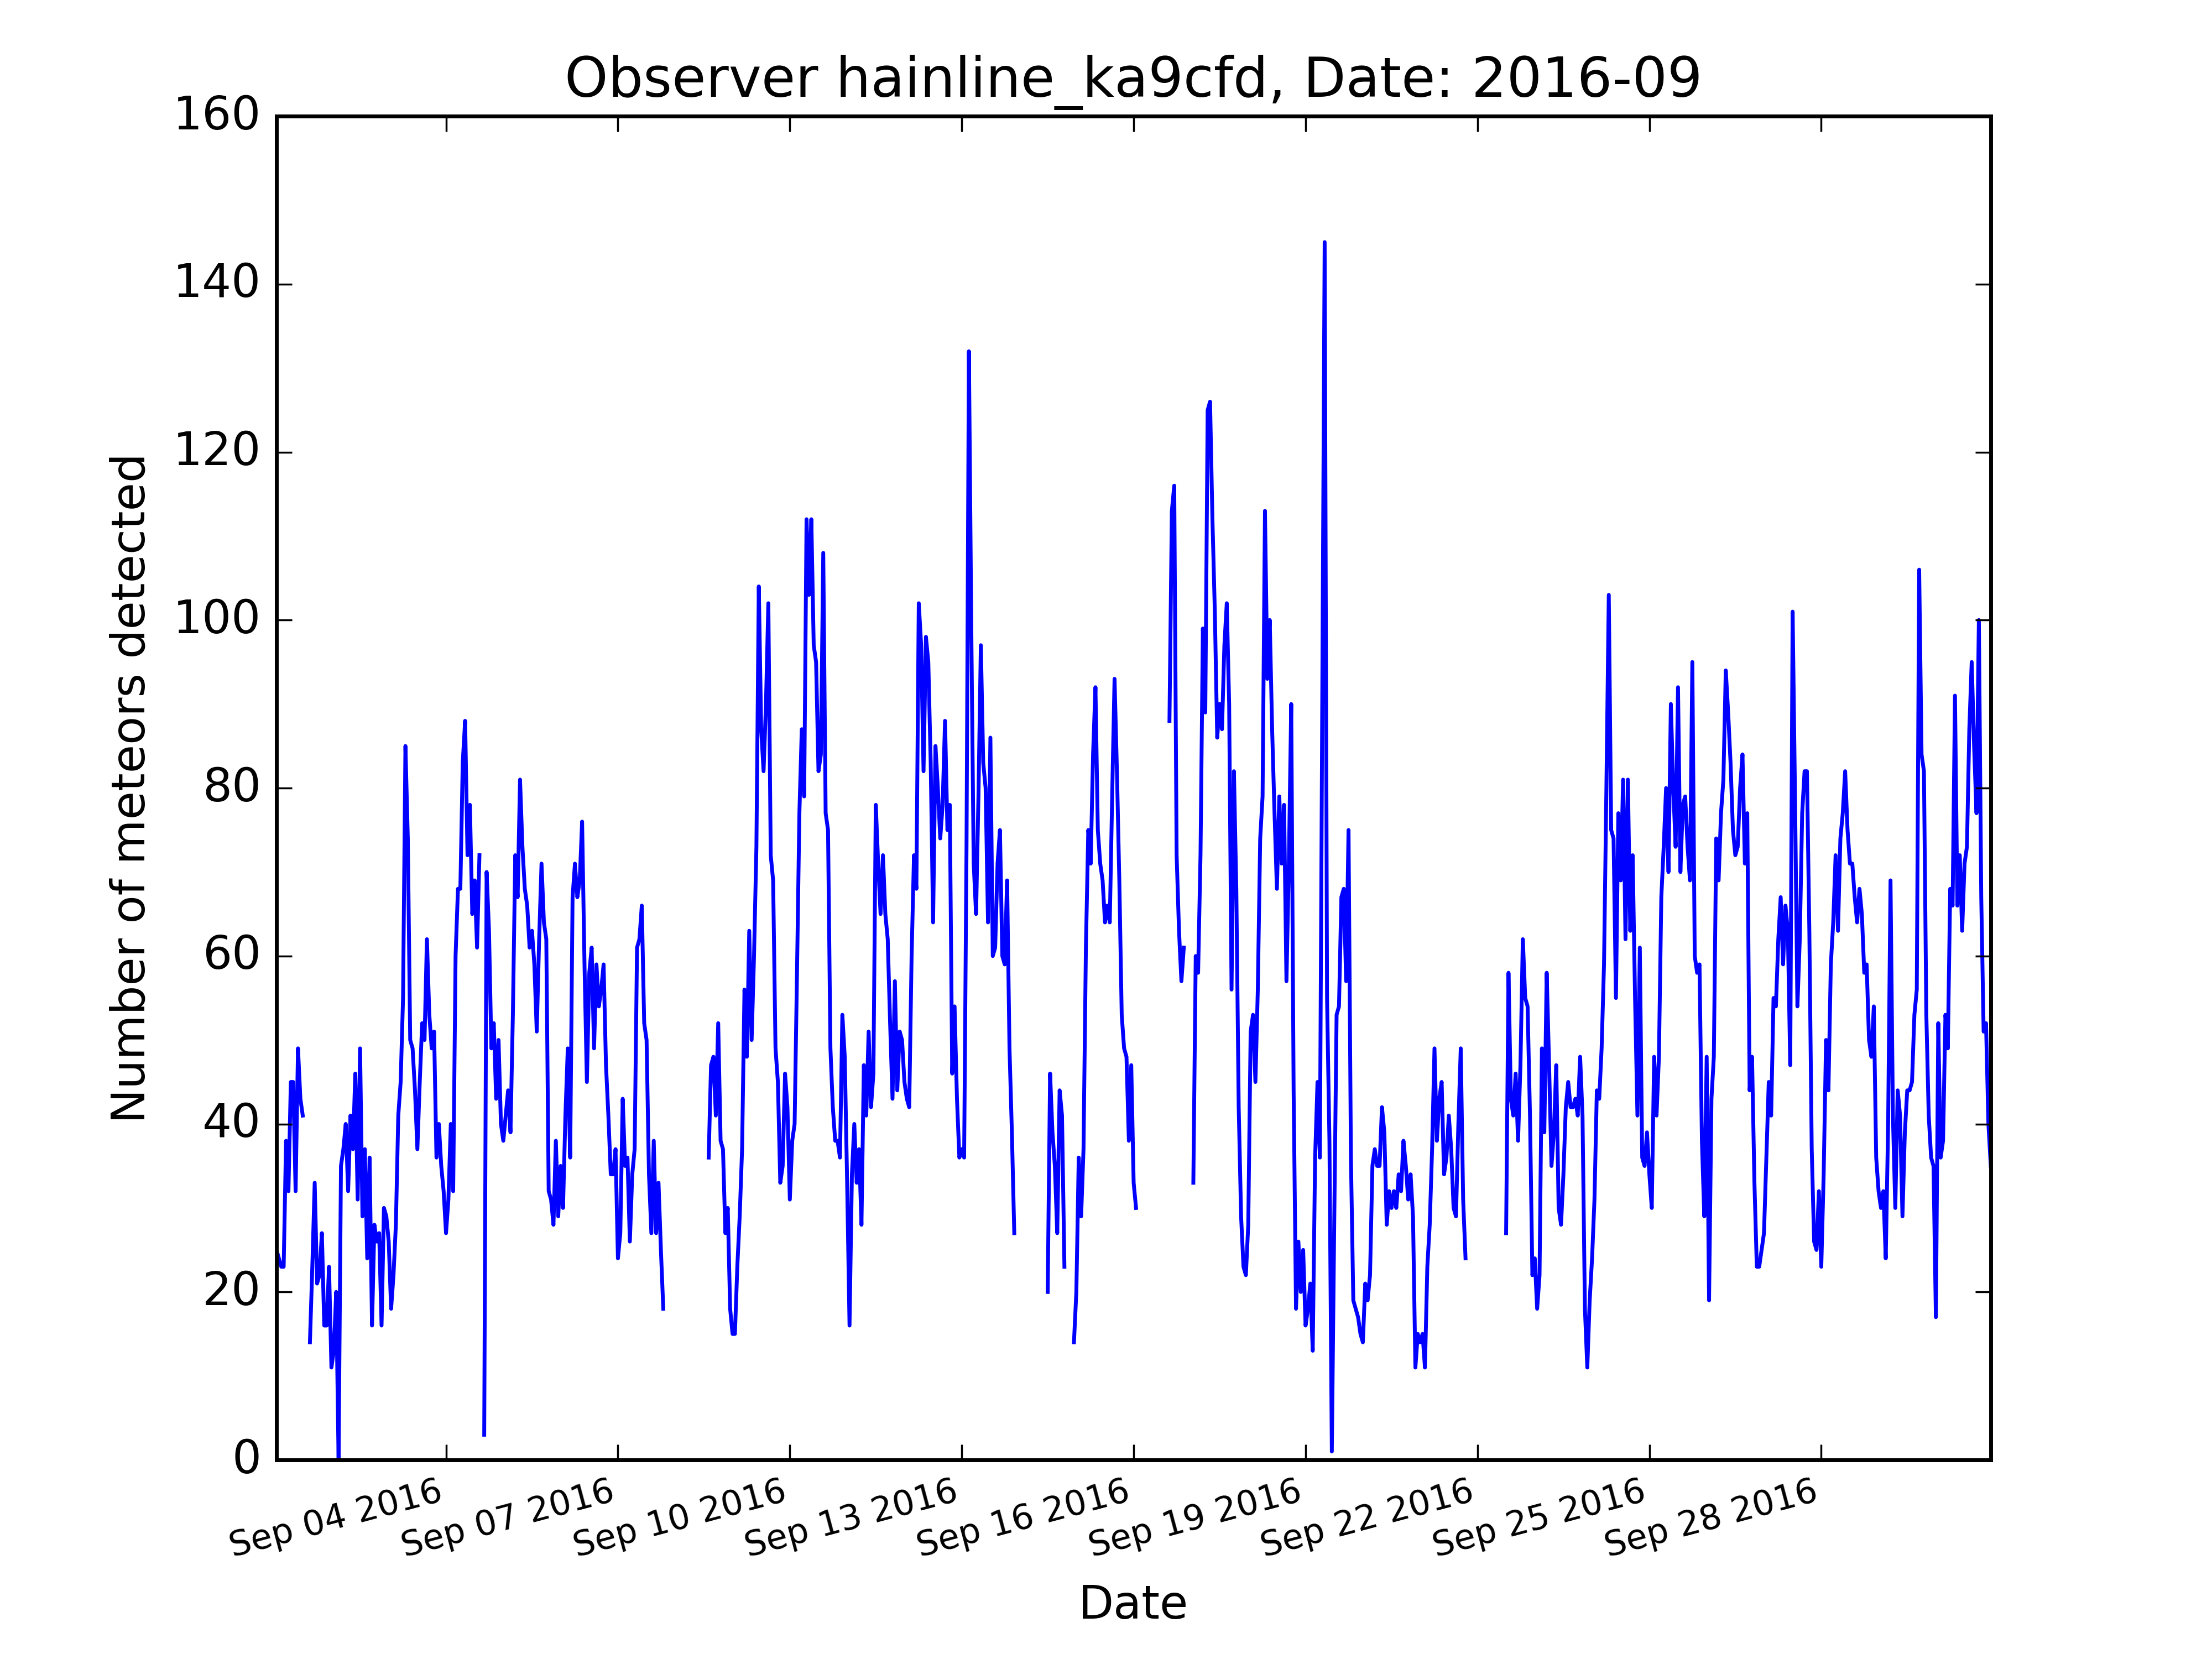 Observer hainline_ka9cfd, Date: 2016-09
Number of meteors detected
160
140
120
100
80
60
40
20
0
Sep 04 2016
Sep 07 2016
Sep 10 2016
Sep 13 2016
Sep 16 2016
Sep 19 2016
Sep 22 2016
Sep 25 2016
Sep 28 2016
Date